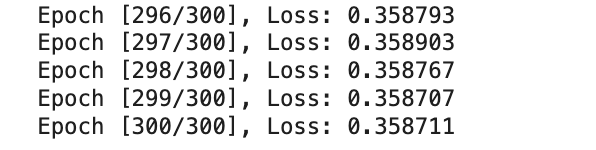 Epoch [296/300], Loss: 0.358793
Epoch [297/300], Loss: 0.358903
Epoch [298/300], Loss: 0.358767
Epoch [299/300], Loss: 0.358707
Epoch [300/300], Loss: 0.358711